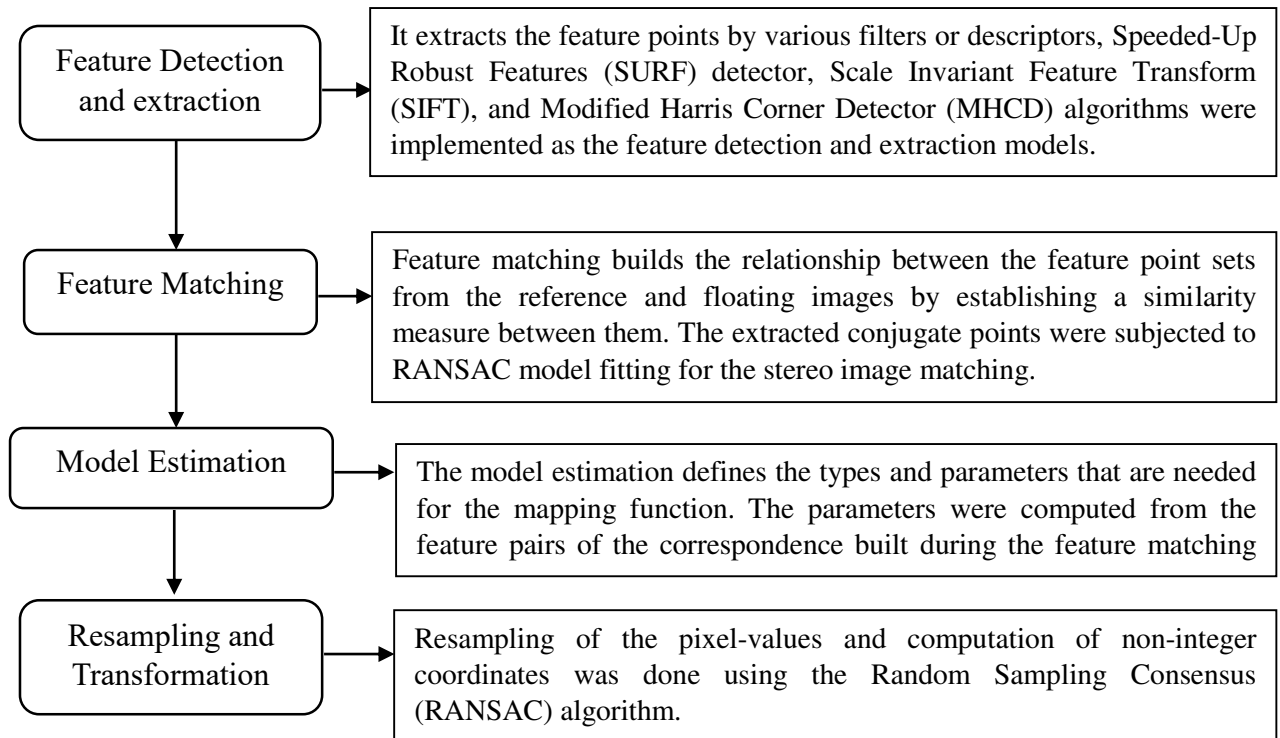 Feature Detection
and extraction
It extracts the feature points by various filters or descriptors, Speeded-Up
Robust Features (SURF) detector, Scale Invariant Feature Transform
(SIFT), and Modified Harris Corner Detector (MHCD) algorithms were
implemented as the feature detection and extraction models.
Feature Matching
Feature matching builds the relationship between the feature point sets
from the reference and floating images by establishing a similarity
measure between them. The extracted conjugate points were subjected to
RANSAC model fitting for the stereo image matching.
Model Estimation
The model estimation defines the types and parameters that are needed
for the mapping function. The parameters were computed from the
feature pairs of the correspondence built during the feature matching
Resampling and
Transformation
Resampling of the pixel-values and computation of non-integer
coordinates was done using the Random Sampling Consensus
(RANSAC) algorithm.